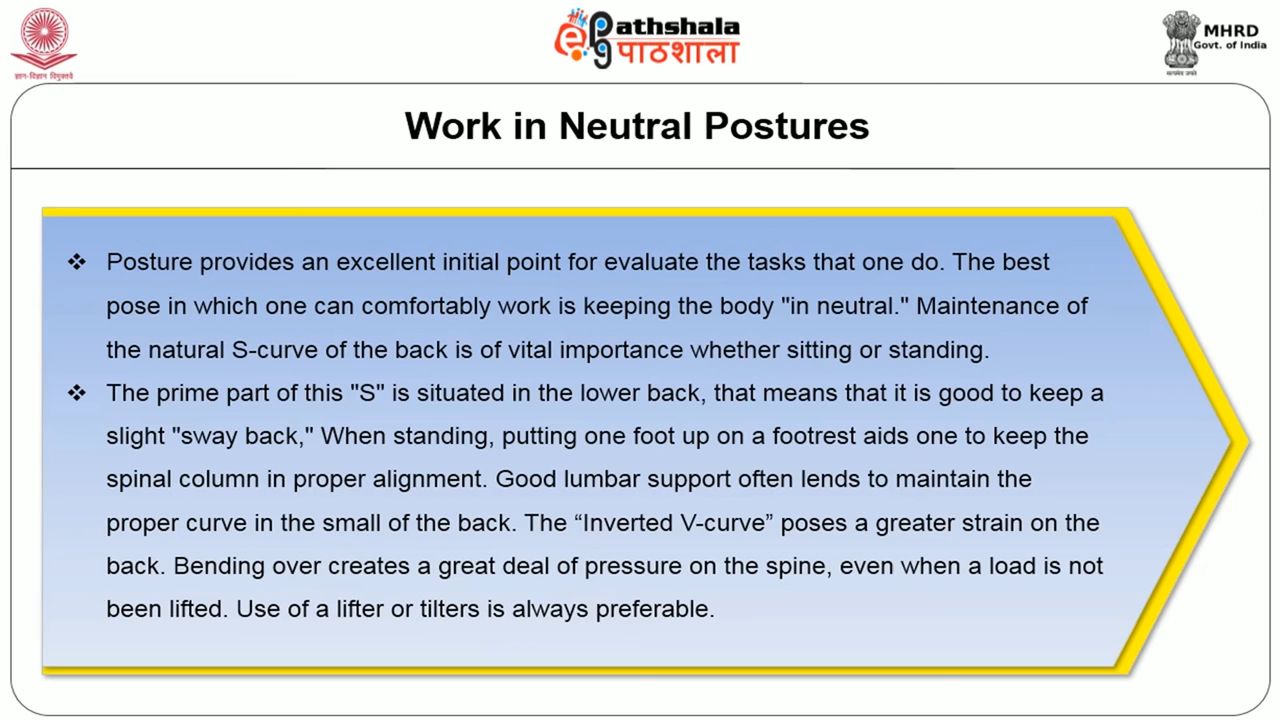 ज्ञान-विज्ञान विमुक्तये
ePathshala
पाठशाला
सत्यमेव जयते
MHRD
Govt. of India
Work in Neutral Postures
❖ Posture provides an excellent initial point for evaluate the tasks that one do. The best
pose in which one can comfortably work is keeping the body "in neutral." Maintenance of
the natural S-curve of the back is of vital importance whether sitting or standing.
❖ The prime part of this "S" is situated in the lower back, that means that it is good to keep a
slight "sway back," When standing, putting one foot up on a footrest aids one to keep the
spinal column in proper alignment. Good lumbar support often lends to maintain the
proper curve in the small of the back. The “Inverted V-curve” poses a greater strain on the
back. Bending over creates a great deal of pressure on the spine, even when a load is not
been lifted. Use of a lifter or tilters is always preferable.